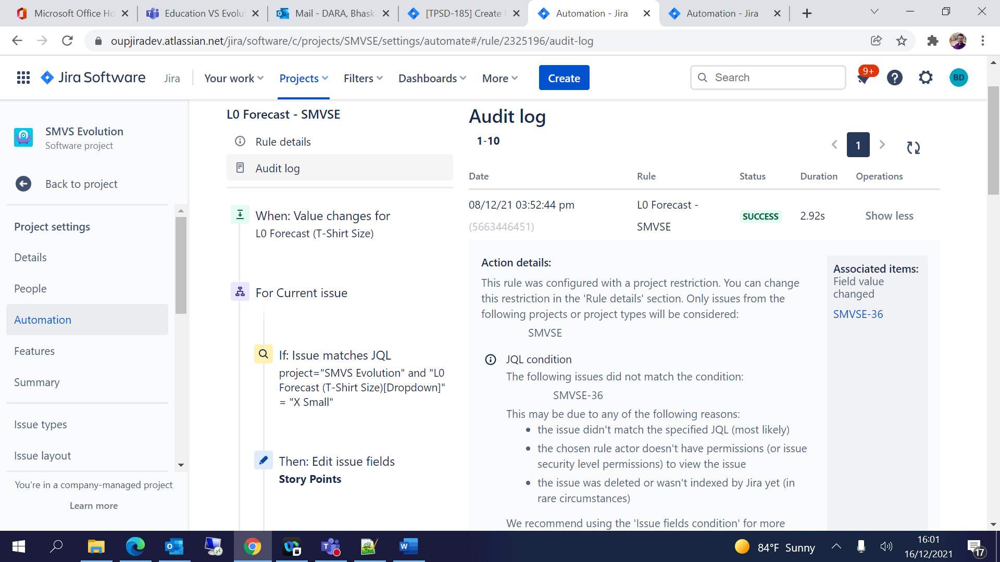 Microsoft Office Ho
Education VS Evolu
Mail - DARA, Bhask
[TPSD-185] Create
Automation - Jira
Automation - Jira
oupjiradev.atlassian.net/jira/software/c/projects/SMVSE/settings/automate#/rule/2325196/audit-log
Jira Software
Jira
Your work
Projects
Filters
Dashboards
More
Create
Search
9+
BD
SMVS Evolution
Software project
Back to project
Project settings
Details
People
Automation
Features
Summary
Issue types
Issue layout
You're in a company-managed project
Learn more
L0 Forecast - SMVSE
Rule details
Audit log
When: Value changes for
L0 Forecast (T-Shirt Size)
For Current issue
If: Issue matches JQL
project="SMVS Evolution" and "L0
Forecast (T-Shirt Size)[Dropdown]"
= "X Small"
Then: Edit issue fields
Story Points
Audit log
1-10
1
Date Rule Status Duration Operations
08/12/21 03:52:44 pm
(5663446451)
L0 Forecast -
SMVSE
SUCCESS
2.92s
Show less
Action details:
This rule was configured with a project restriction. You can change
this restriction in the 'Rule details' section. Only issues from the
following projects or project types will be considered:
SMVSE
JQL condition
The following issues did not match the condition:
SMVSE-36
This may be due to any of the following reasons:
• the issue didn't match the specified JQL (most likely)
• the chosen rule actor doesn't have permissions (or issue
security level permissions) to view the issue
• the issue was deleted or wasn't indexed by Jira yet (in
rare circumstances)
We recommend using the 'Issue fields condition' for more
Associated items:
Field value
changed
SMVSE-36
84°F Sunny
16:01
16/12/2021
17